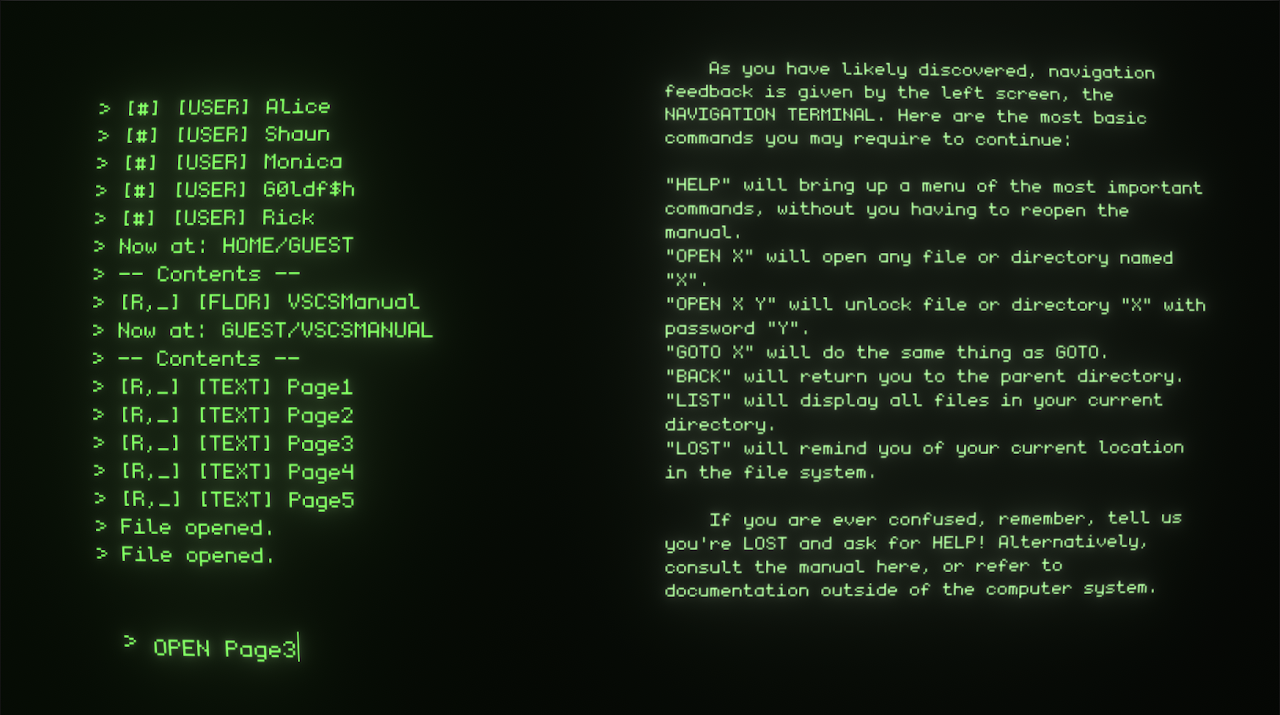 > [#] [USER] Alice
> [#] [USER] Shaun
> [#] [USER] Monica
> [#] [USER] G0ldf$h
> [#] [USER] Rick
> Now at: HOME/GUEST
> -- Contents --
> [R,_] [FLDR] VSCSManual
> Now at: GUEST/VSCSMANUAL
> -- Contents --
> [R,_] [TEXT] Page1
> [R,_] [TEXT] Page2
> [R,_] [TEXT] Page3
> [R,_] [TEXT] Page4
> [R,_] [TEXT] Page5
> File opened.
> File opened.
> OPEN Page3
As you have likely discovered, navigation
feedback is given by the left screen, the
NAVIGATION TERMINAL. Here are the most basic
commands you may require to continue:
"HELP" will bring up a menu of the most important
commands, without you having to reopen the
manual.
"OPEN X" will open any file or directory named
"X".
"OPEN X Y" will unlock file or directory "X" with
password "Y".
"GOTO X" will do the same thing as GOTO.
"BACK" will return you to the parent directory.
"LIST" will display all files in your current
directory.
"LOST" will remind you of your current location
in the file system.
If you are ever confused, remember, tell us
you're LOST and ask for HELP! Alternatively,
consult the manual here, or refer to
documentation outside of the computer system.